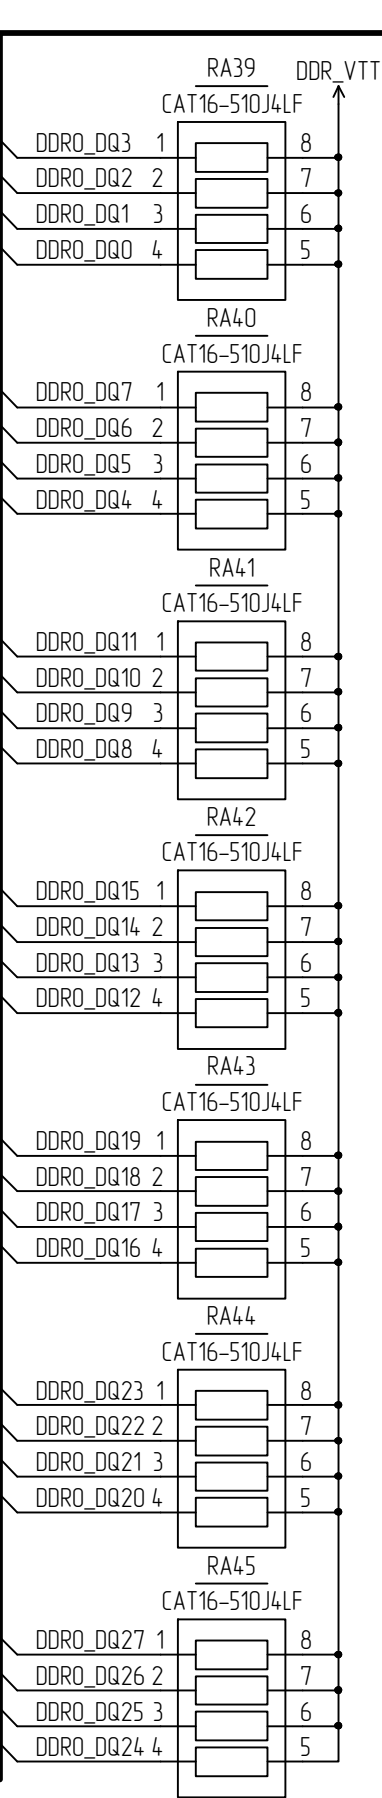 RA39 DDR_VTT
CAT16-510J4LF
DDR0_DQ3 1 8
DDR0_DQ2 2 7
DDR0_DQ1 3 6
DDR0_DQ0 4 5
RA40
CAT16-510J4LF
DDR0_DQ7 1 8
DDR0_DQ6 2 7
DDR0_DQ5 3 6
DDR0_DQ4 4 5
RA41
CAT16-510J4LF
DDR0_DQ11 1 8
DDR0_DQ10 2 7
DDR0_DQ9 3 6
DDR0_DQ8 4 5
RA42
CAT16-510J4LF
DDR0_DQ15 1 8
DDR0_DQ14 2 7
DDR0_DQ13 3 6
DDR0_DQ12 4 5
RA43
CAT16-510J4LF
DDR0_DQ19 1 8
DDR0_DQ18 2 7
DDR0_DQ17 3 6
DDR0_DQ16 4 5
RA44
CAT16-510J4LF
DDR0_DQ23 1 8
DDR0_DQ22 2 7
DDR0_DQ21 3 6
DDR0_DQ20 4 5
RA45
CAT16-510J4LF
DDR0_DQ27 1 8
DDR0_DQ26 2 7
DDR0_DQ25 3 6
DDR0_DQ24 4 5